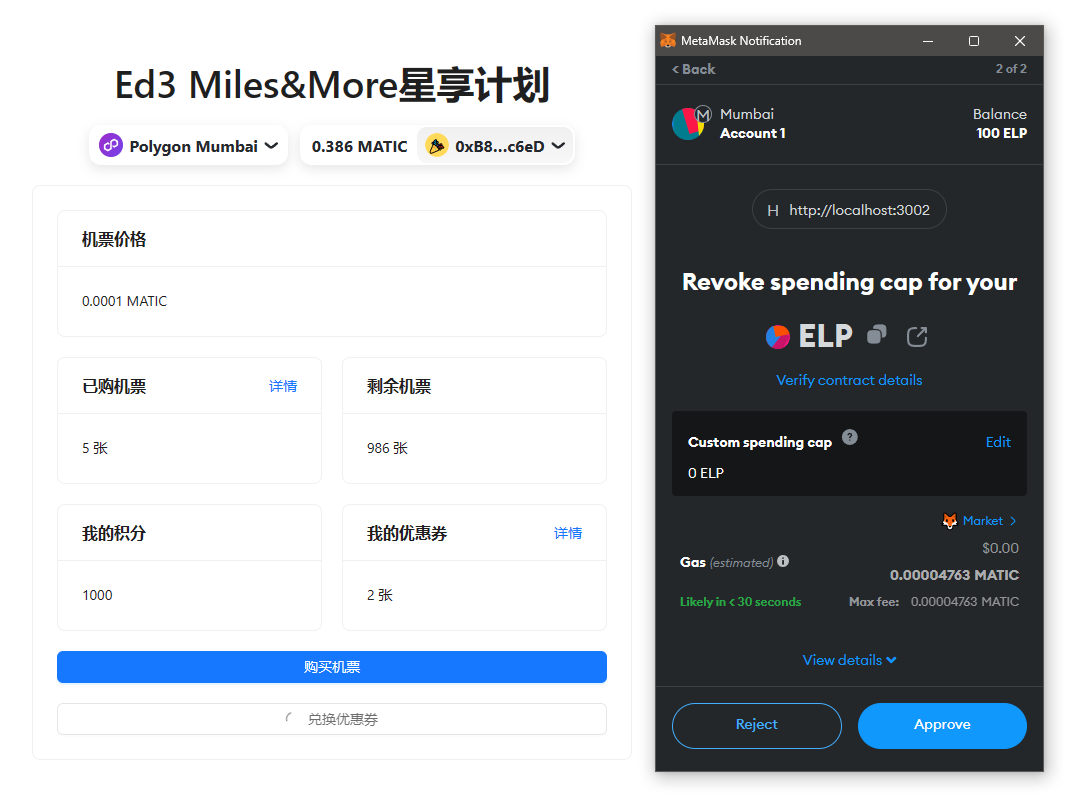 Ed3 Miles&More星享计划
Polygon Mumbai
0.386 MATIC
0xB8...c6eD
机票价格
0.0001 MATIC
已购机票
详情
5 张
剩余机票
986 张
我的积分
1000
我的优惠券
详情
2 张
购买机票
兑换优惠券
MetaMask Notification
< Back
2 of 2
M
Mumbai
Account 1
Balance
100 ELP
H http://localhost:3002
Revoke spending cap for your
ELP
Verify contract details
Custom spending cap ?
Edit
0 ELP
Market >
$0.00
Gas (estimated) i
0.00004763 MATIC
Likely in < 30 seconds
Max fee: 0.00004763 MATIC
View details
Reject
Approve